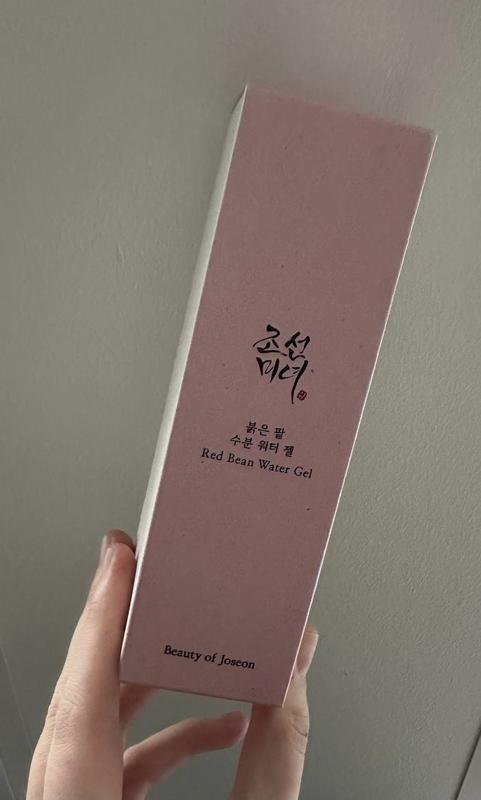 조선
미녀
붉은 팥
수분 워터 젤
Red Bean Water Gel
Beauty of Joseon